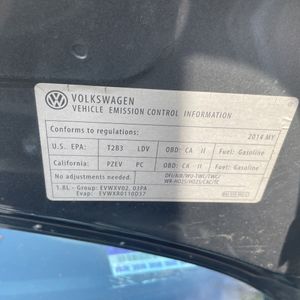 VOLKSWAGEN
VEHICLE EMISSION CONTROL INFORMATION
Conforms to regulations: 2014 MY
U.S. EPA: T2B3 LDV OBD: CA II Fuel: Gasoline
California: PZEV PC OBD: CA II Fuel: Gasoline
No adjustments needed.
1.8L - Group: EVWXV02.03PA
Evap: EVWXR0110D37